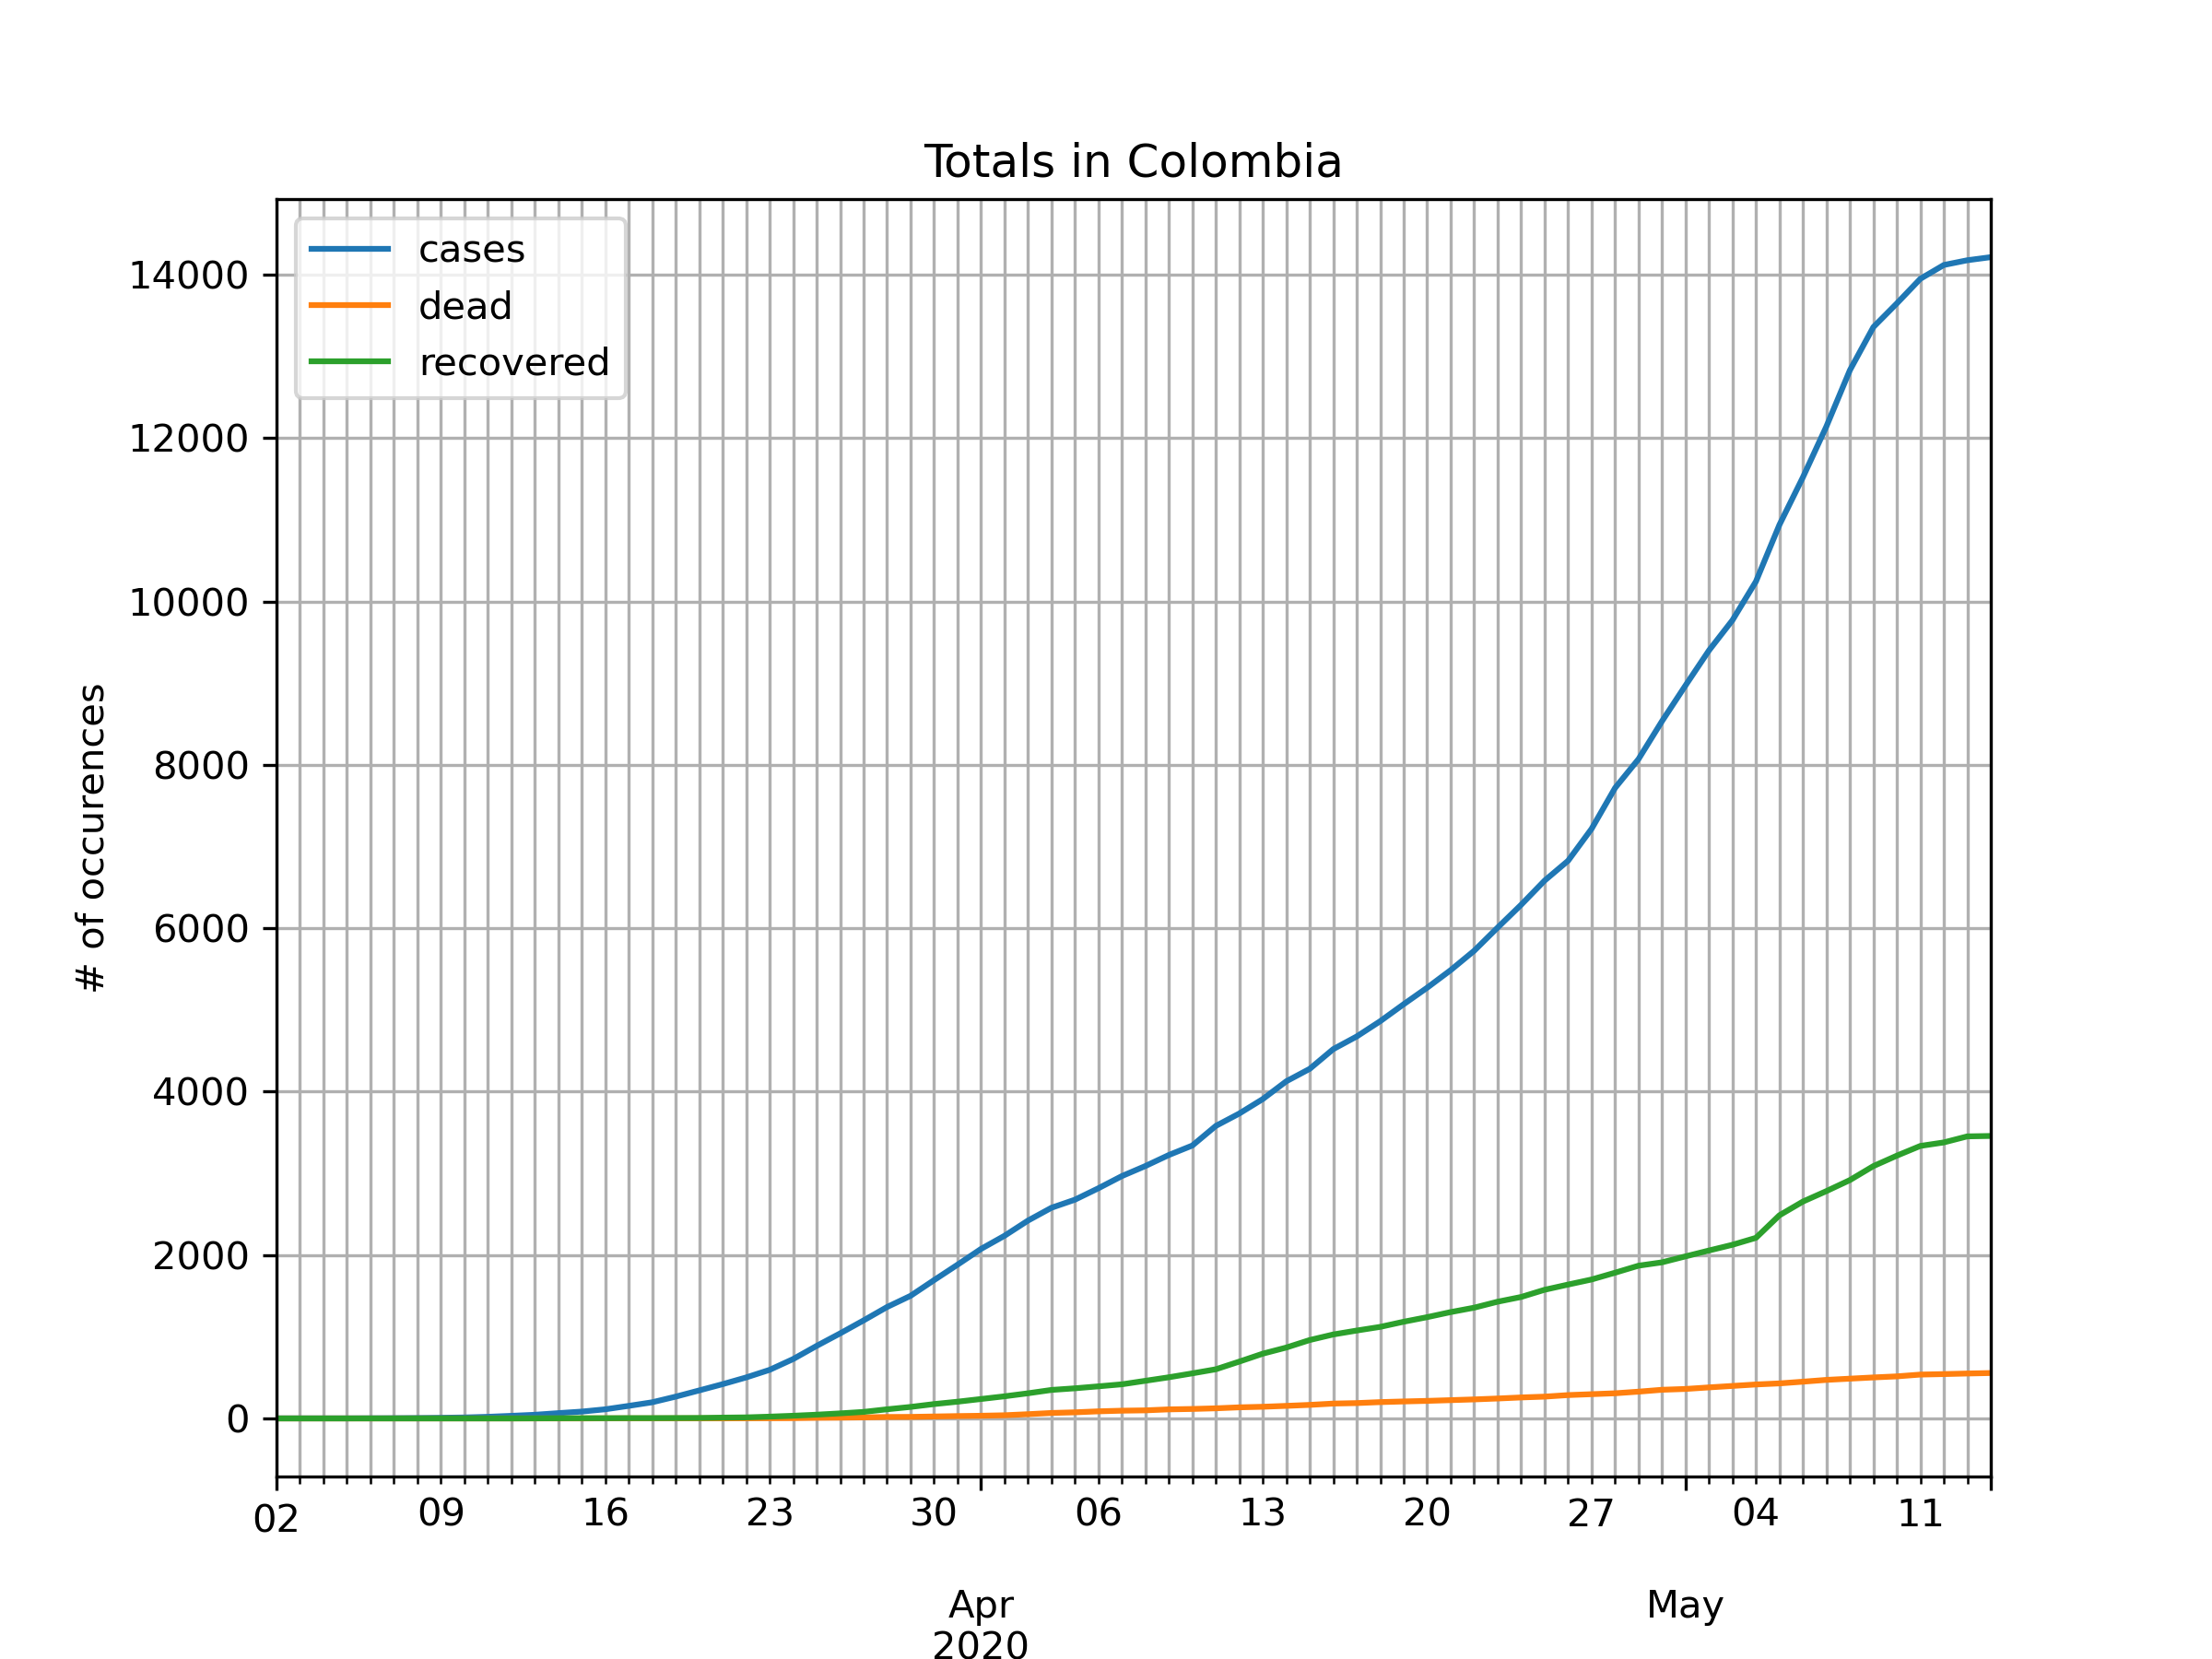 Totals in Colombia
cases
dead
recovered
14000
12000
10000
8000
6000
4000
2000
0
# of occurences
02 09 16 23 30 06 13 20 27 04 11
Apr May
2020